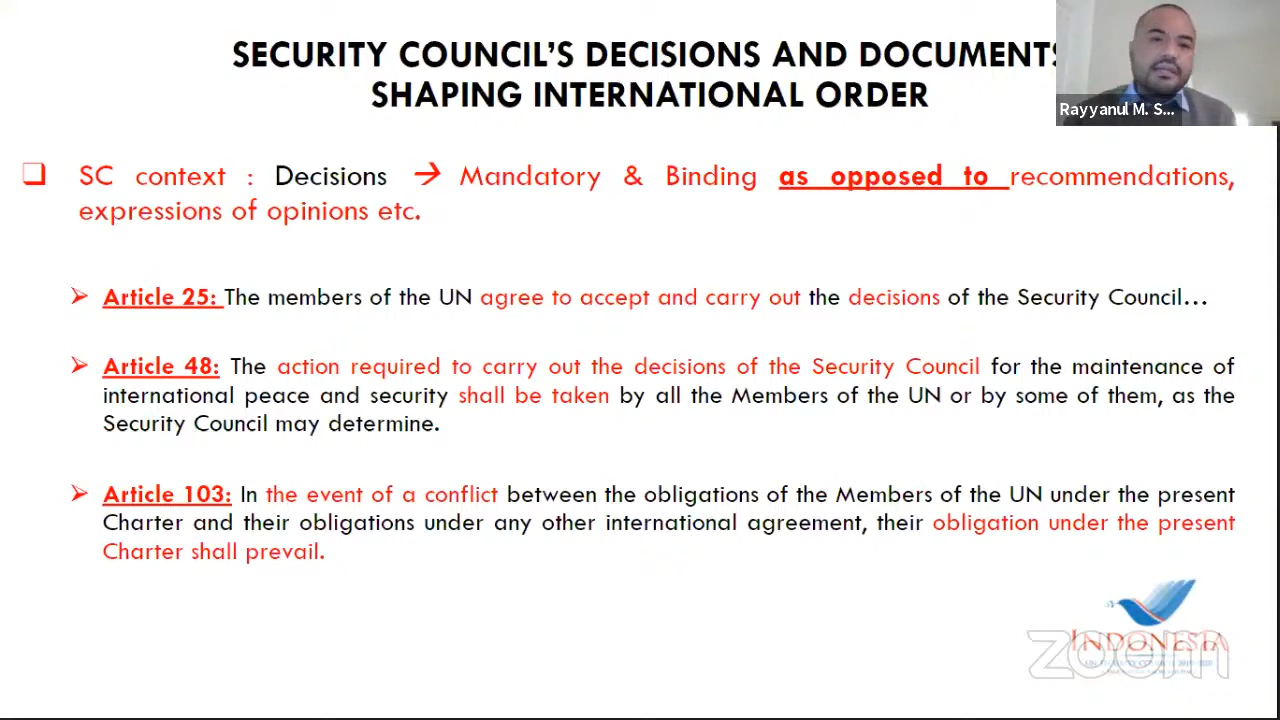 SECURITY COUNCIL'S DECISIONS AND DOCUMENTS
SHAPING INTERNATIONAL ORDER
Rayyanul M. S...
❑ SC context : Decisions → Mandatory & Binding as opposed to recommendations,
expressions of opinions etc.
➢ Article 25: The members of the UN agree to accept and carry out the decisions of the Security Council…
➢ Article 48: The action required to carry out the decisions of the Security Council for the maintenance of
international peace and security shall be taken by all the Members of the UN or by some of them, as the
Security Council may determine.
➢ Article 103: In the event of a conflict between the obligations of the Members of the UN under the present
Charter and their obligations under any other international agreement, their obligation under the present
Charter shall prevail.
INDONESIA
zoom